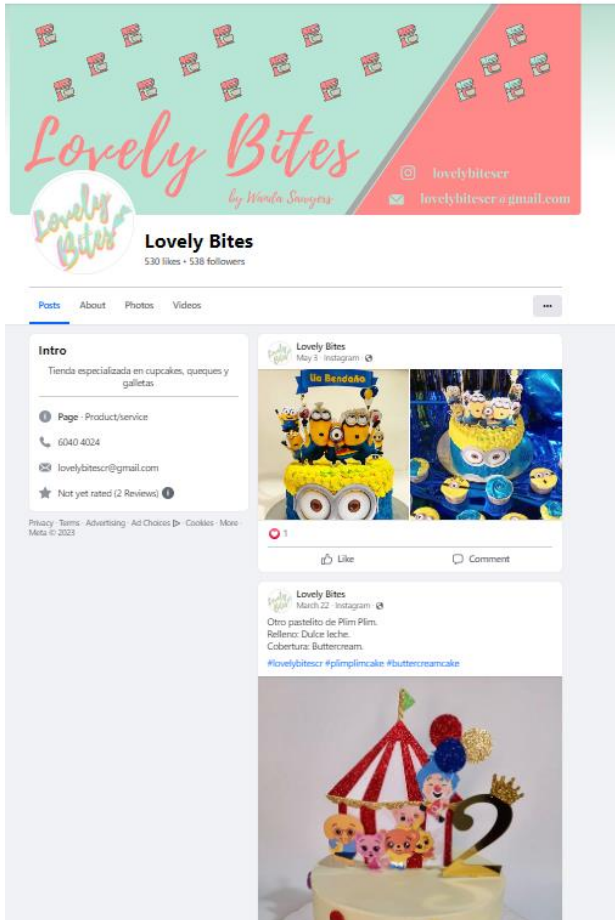 Lovely Bites
by Wanda Sawyers
lovelybitescr
lovelybitescr@gmail.com
Lovely
Bites
Lovely Bites
530 likes • 538 followers
Posts About Photos Videos
Intro
Tienda especializada en cupcakes, queques y
galletas
Page · Product/service
6040 4024
lovelybitescr@gmail.com
Not yet rated (2 Reviews)
Privacy · Terms · Advertising · Ad Choices · Cookies · More ·
Meta © 2023
Lovely Bites
May 3 · Instagram ·
Lia Bendaño
1
Like Comment
Lovely Bites
March 22 · Instagram ·
Otro pastelito de Plim Plim.
Relleno: Dulce leche.
Cobertura: Buttercream.
#lovelybitescr #plimplimcake #buttercreamcake
2